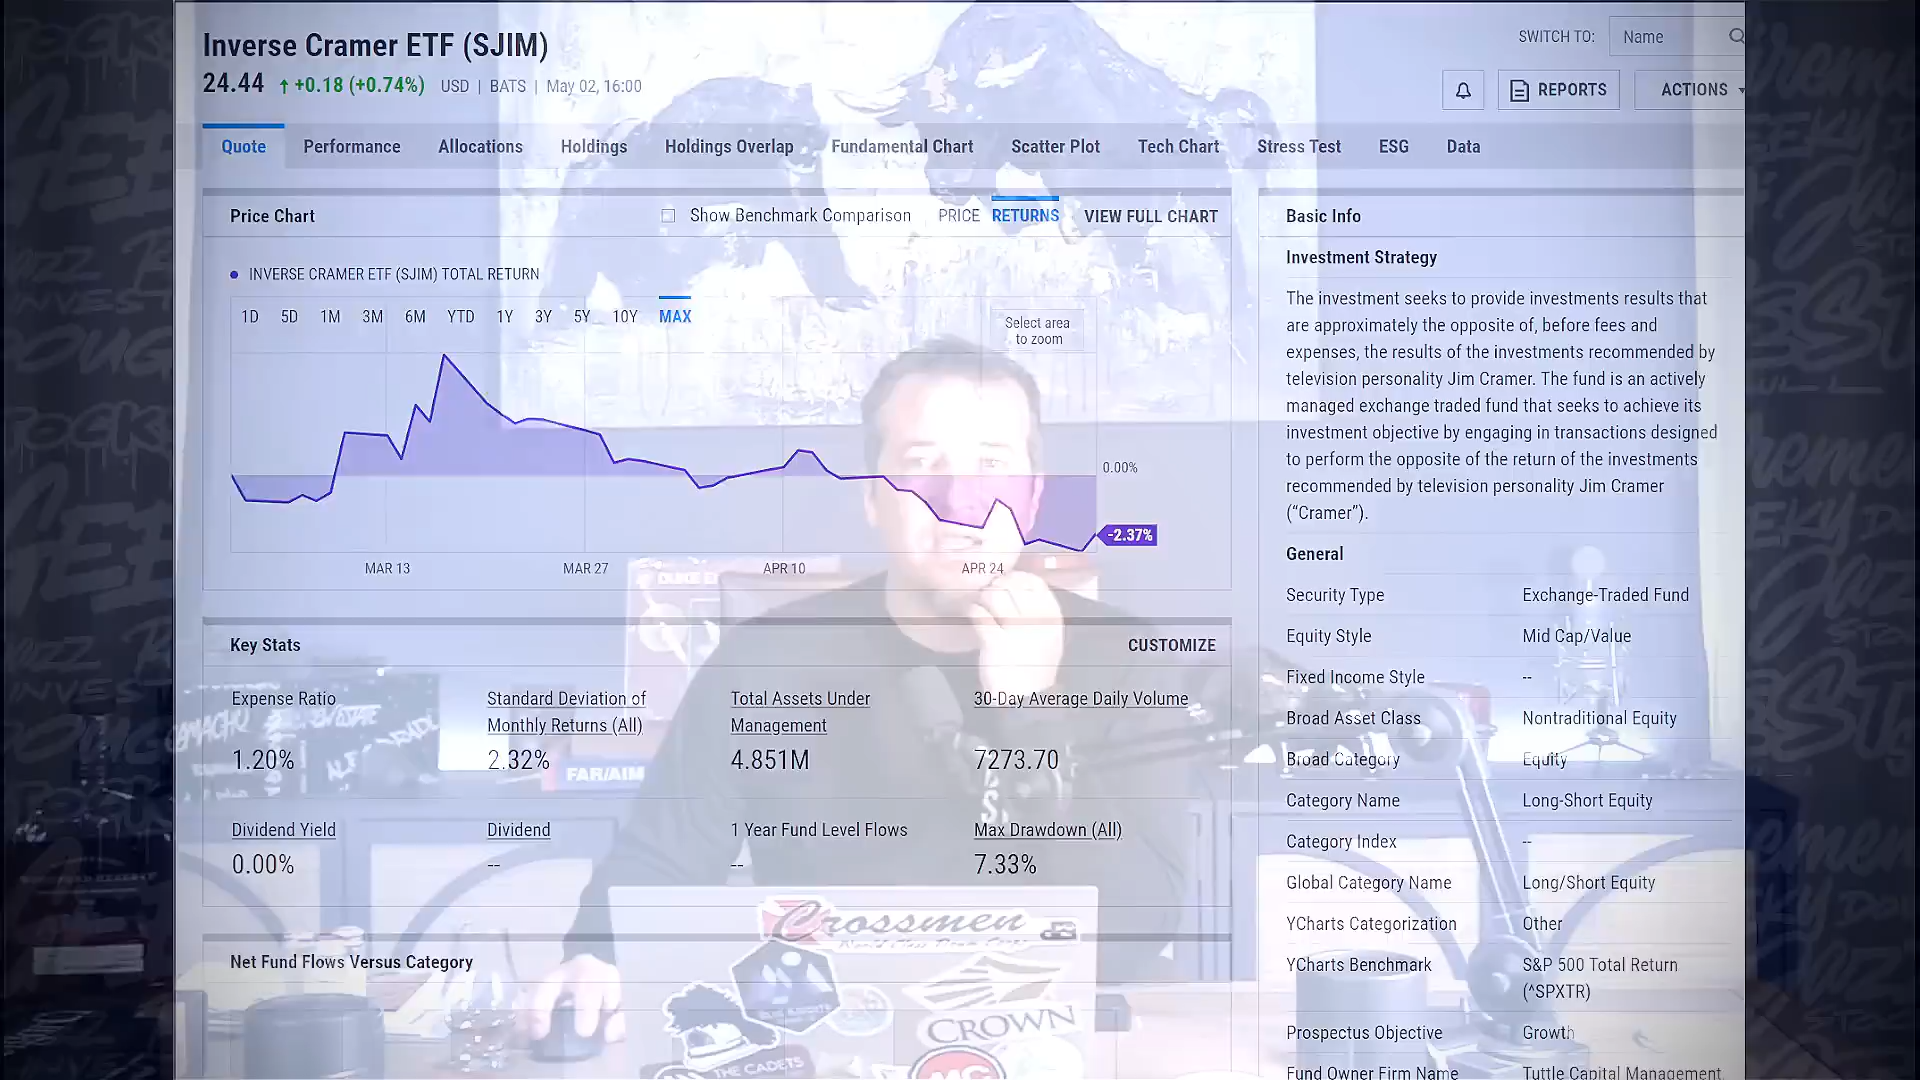 Inverse Cramer ETF (SJIM)
24.44 ↑ +0.18 (+0.74%) USD | BATS | May 02, 16:00
SWITCH TO: Name
REPORTS
ACTIONS
Quote Performance Allocations Holdings Holdings Overlap Fundamental Chart Scatter Plot Tech Chart Stress Test ESG Data
Price Chart
Show Benchmark Comparison PRICE RETURNS VIEW FULL CHART
INVERSE CRAMER ETF (SJIM) TOTAL RETURN
1D 5D 1M 3M 6M YTD 1Y 3Y 5Y 10Y MAX
Select area
to zoom
0.00%
-2.37%
MAR 13 MAR 27 APR 10 APR 24
Key Stats
CUSTOMIZE
Expense Ratio
1.20%
Standard Deviation of
Monthly Returns (All)
2.32%
Total Assets Under
Management
4.851M
30-Day Average Daily Volume
7273.70
Dividend Yield
0.00%
Dividend
--
1 Year Fund Level Flows
--
Max Drawdown (All)
7.33%
Net Fund Flows Versus Category
Basic Info
Investment Strategy
The investment seeks to provide investments results that
are approximately the opposite of, before fees and
expenses, the results of the investments recommended by
television personality Jim Cramer. The fund is an actively
managed exchange traded fund that seeks to achieve its
investment objective by engaging in transactions designed
to perform the opposite of the return of the investments
recommended by television personality Jim Cramer
(“Cramer”).
General
Security Type Exchange-Traded Fund
Equity Style Mid Cap/Value
Fixed Income Style --
Broad Asset Class Nontraditional Equity
Broad Category Equity
Category Name Long-Short Equity
Category Index --
Global Category Name Long/Short Equity
YCharts Categorization Other
YCharts Benchmark S&P 500 Total Return
(^SPXTR)
Prospectus Objective Growth
Fund Owner Firm Name Tuttle Capital Management,
FAR/AIM
Crossmen
CROWN
THE CADETS